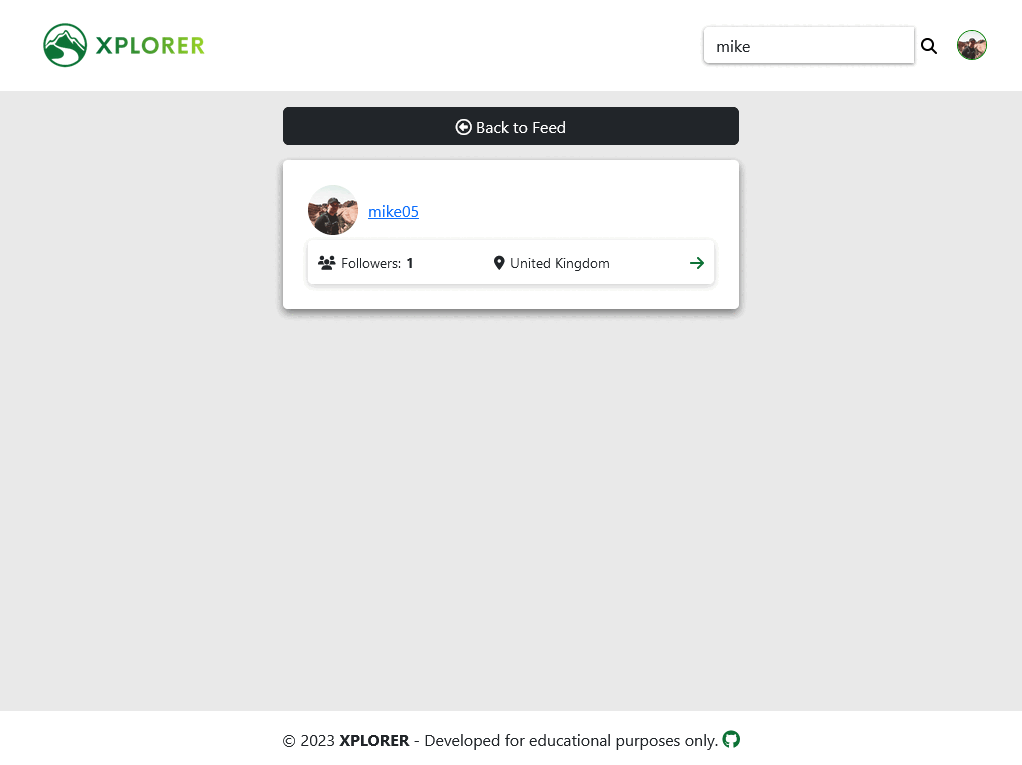 XPLORER
mike
Back to Feed
mike05
Followers: 1
United Kingdom
© 2023 XPLORER - Developed for educational purposes only.